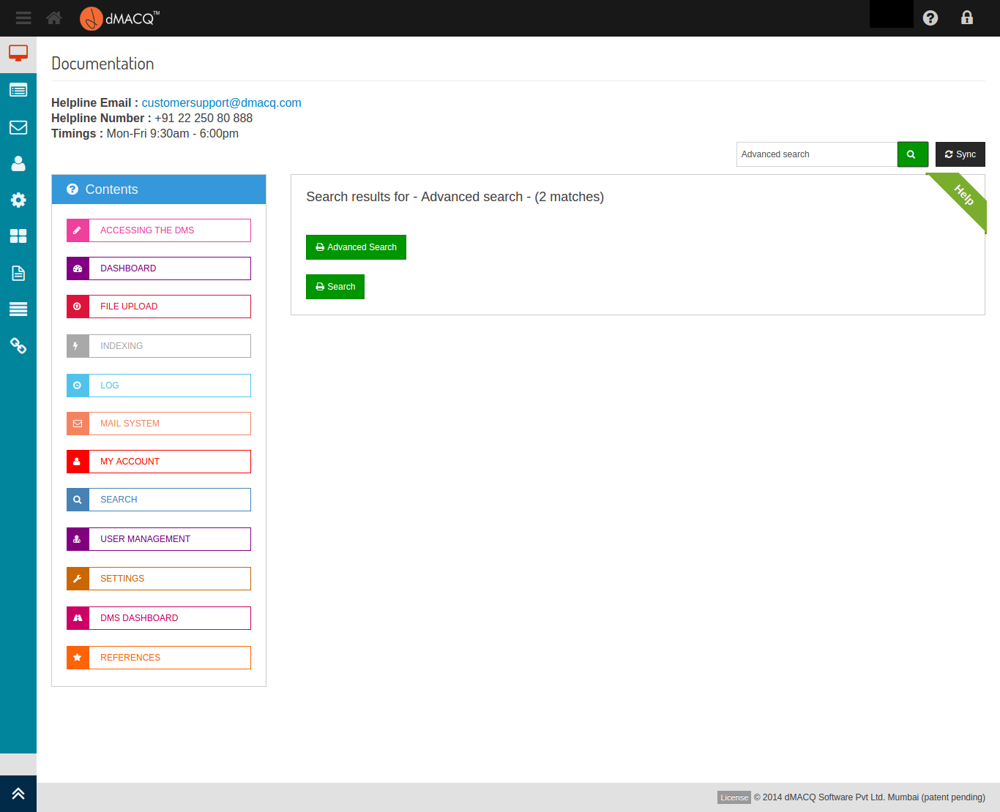 dMACQ™
Documentation
Helpline Email : customersupport@dmacq.com
Helpline Number : +91 22 250 80 888
Timings : Mon-Fri 9:30am - 6:00pm
Advanced search
Sync
Contents
ACCESSING THE DMS
DASHBOARD
FILE UPLOAD
INDEXING
LOG
MAIL SYSTEM
MY ACCOUNT
SEARCH
USER MANAGEMENT
SETTINGS
DMS DASHBOARD
REFERENCES
Search results for - Advanced search - (2 matches)
Help
Advanced Search
Search
License © 2014 dMACQ Software Pvt Ltd. Mumbai (patent pending)